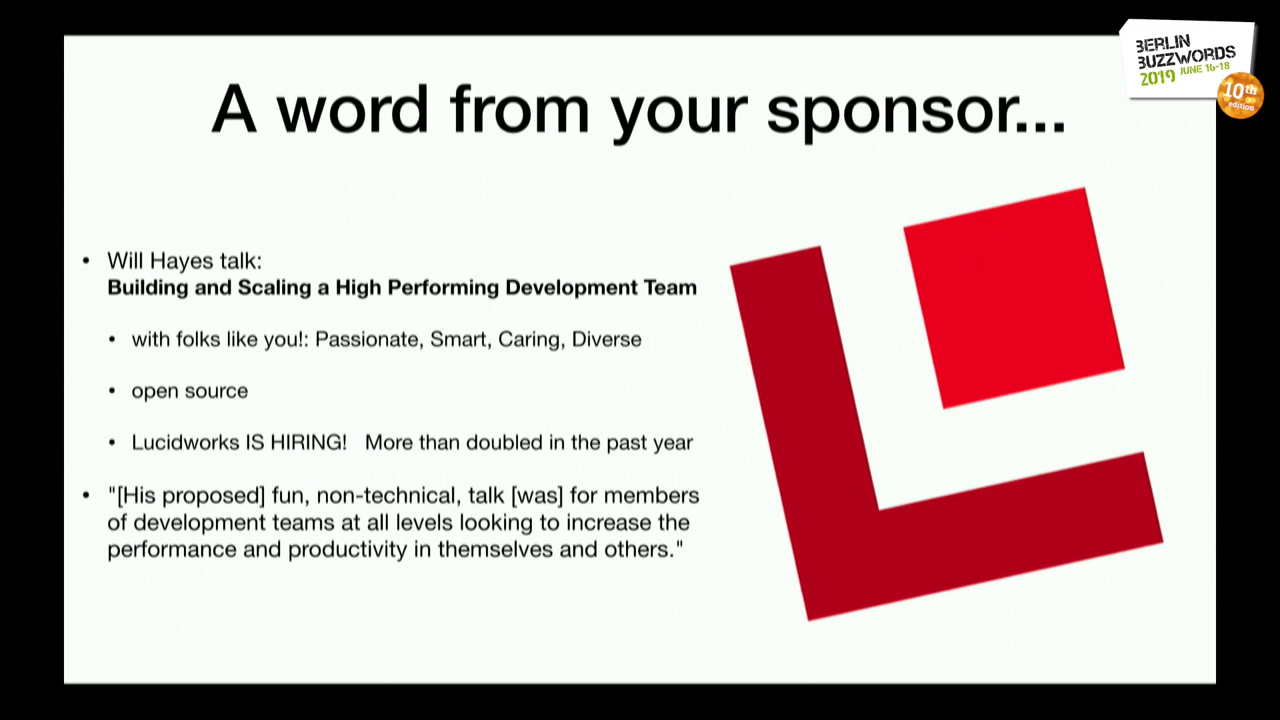 A word from your sponsor...
• Will Hayes talk:
Building and Scaling a High Performing Development Team
• with folks like you!: Passionate, Smart, Caring, Diverse
• open source
• Lucidworks IS HIRING! More than doubled in the past year
• "[His proposed] fun, non-technical, talk [was] for members
of development teams at all levels looking to increase the
performance and productivity in themselves and others."
BERLIN
BUZZWORDS
2019 JUNE 16-18
10th
edition